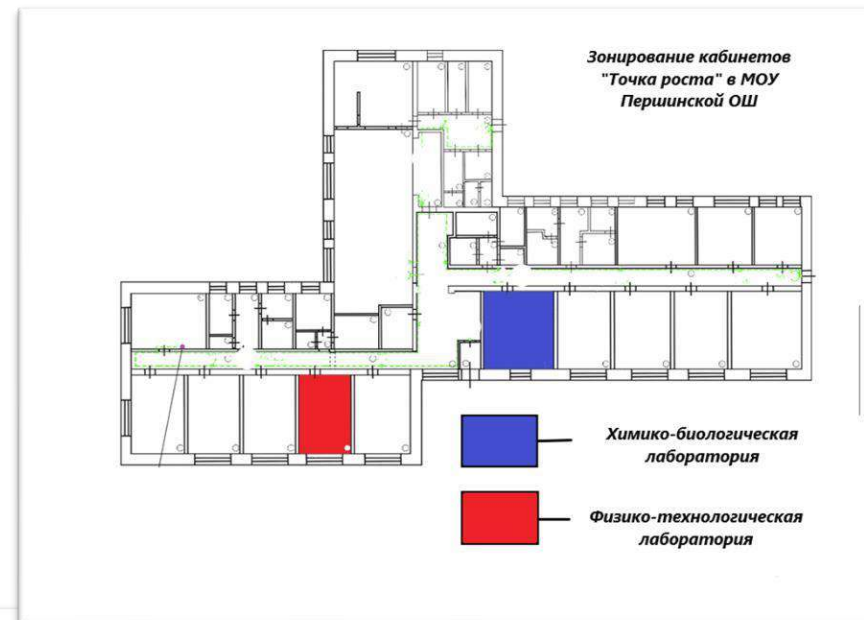 Зонирование кабинетов
"Точка роста" в МОУ
Першинской ОШ
Химико-биологическая
лаборатория
Физико-технологическая
лаборатория